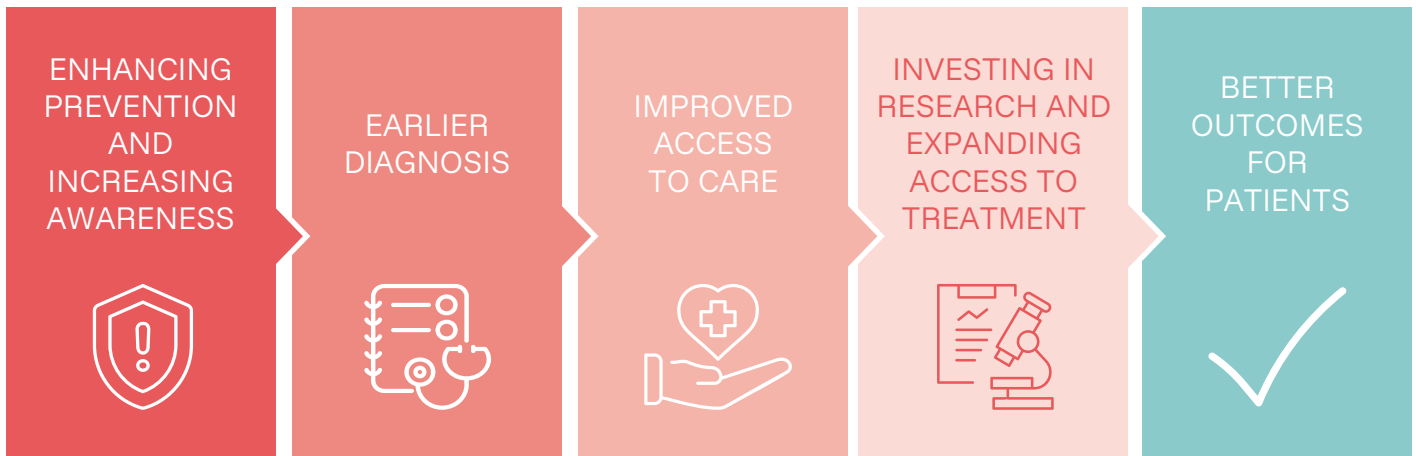 ENHANCING
PREVENTION
AND
INCREASING
AWARENESS
EARLIER
DIAGNOSIS
IMPROVED
ACCESS
TO CARE
INVESTING IN
RESEARCH AND
EXPANDING
ACCESS TO
TREATMENT
BETTER
OUTCOMES
FOR
PATIENTS